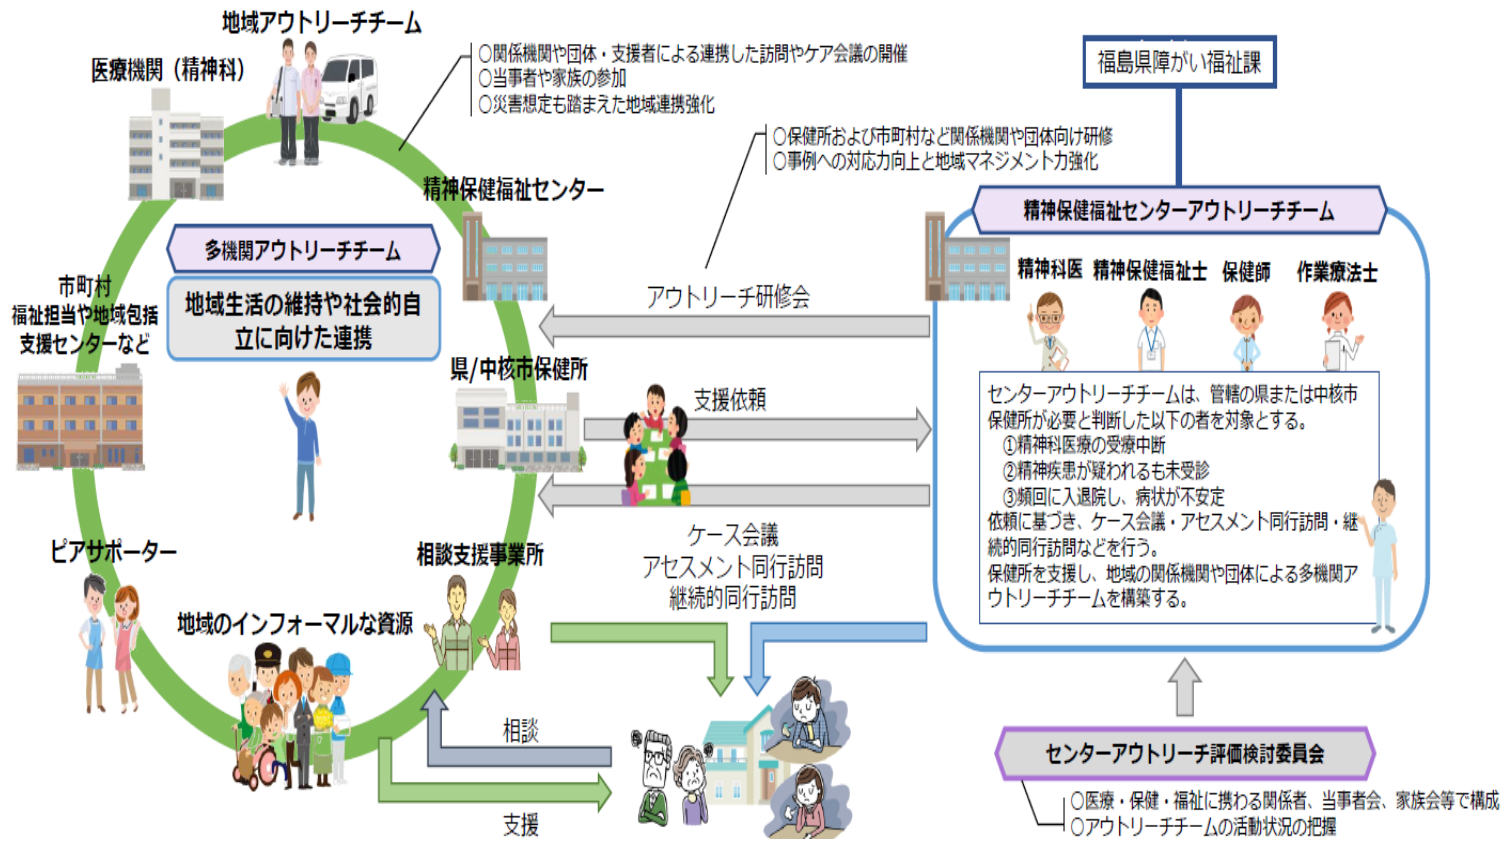 地域アウトリーチチーム
医療機関（精神科）
○関係機関や団体・支援者による連携した訪問やケア会議の開催
○当事者や家族の参加
○災害想定も踏まえた地域連携強化
福島県障がい福祉課
○保健所および市町村など関係機関や団体向け研修
○事例への対応力向上と地域マネジメント力強化
精神保健福祉センター
精神保健福祉センターアウトリーチチーム
多機関アウトリーチチーム
地域生活の維持や社会的自
立に向けた連携
市町村
福祉担当や地域包括
支援センターなど
精神科医 精神保健福祉士 保健師 作業療法士
アウトリーチ研修会
県/中核市保健所
支援依頼
センターアウトリーチチームは、管轄の県または中核市
保健所が必要と判断した以下の者を対象とする。
①精神科医療の受療中断
②精神疾患が疑われるも未受診
③頻回に入退院し、病状が不安定
依頼に基づき、ケース会議・アセスメント同行訪問・継
続的同行訪問などを行う。
保健所を支援し、地域の関係機関や団体による多機関ア
ウトリーチチームを構築する。
ケース会議
アセスメント同行訪問
継続的同行訪問
ピアサポーター
相談支援事業所
地域のインフォーマルな資源
相談
支援
センターアウトリーチ評価検討委員会
○医療・保健・福祉に携わる関係者、当事者会、家族会等で構成
○アウトリーチチームの活動状況の把握